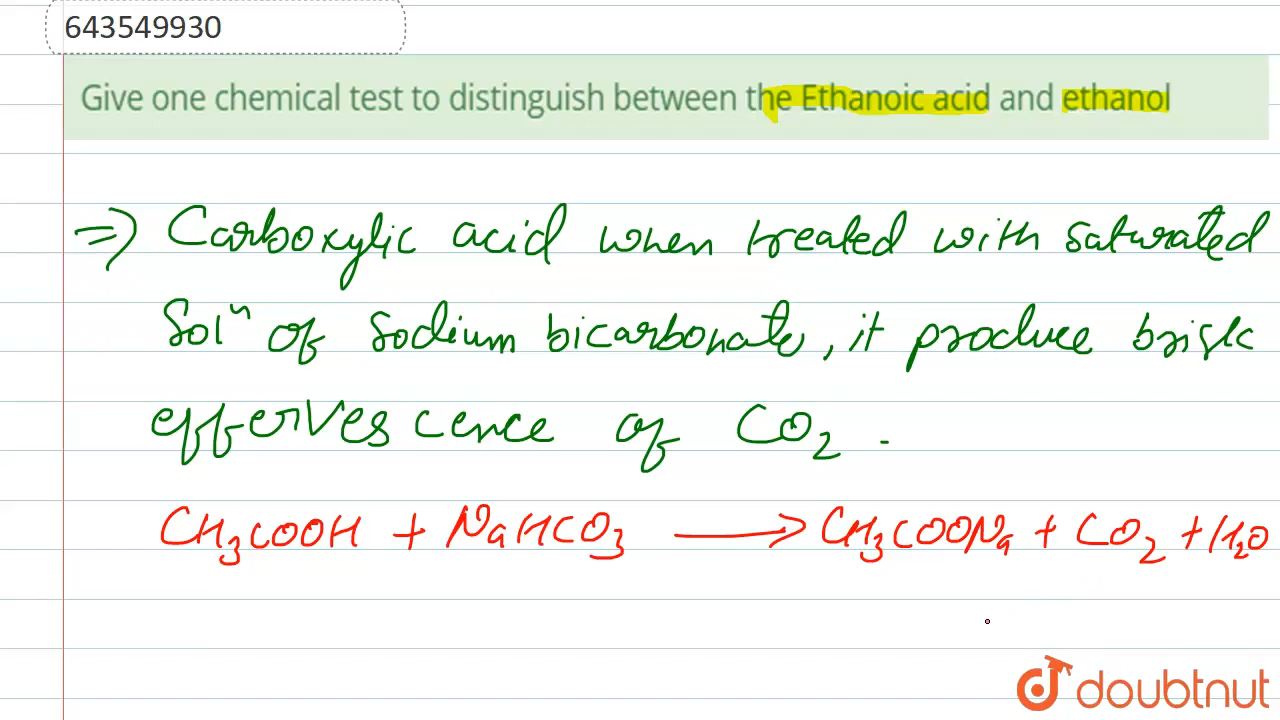 643549930
Give one chemical test to distinguish between the Ethanoic acid and ethanol
=> Carboxylic acid when treated with saturated
Solⁿ of sodium bicarbonate, it produce brisk
effervescence of CO₂.
CH₃COOH + NaHCO₃ ⟶ CH₃COONa + CO₂ + H₂O
doubtnut